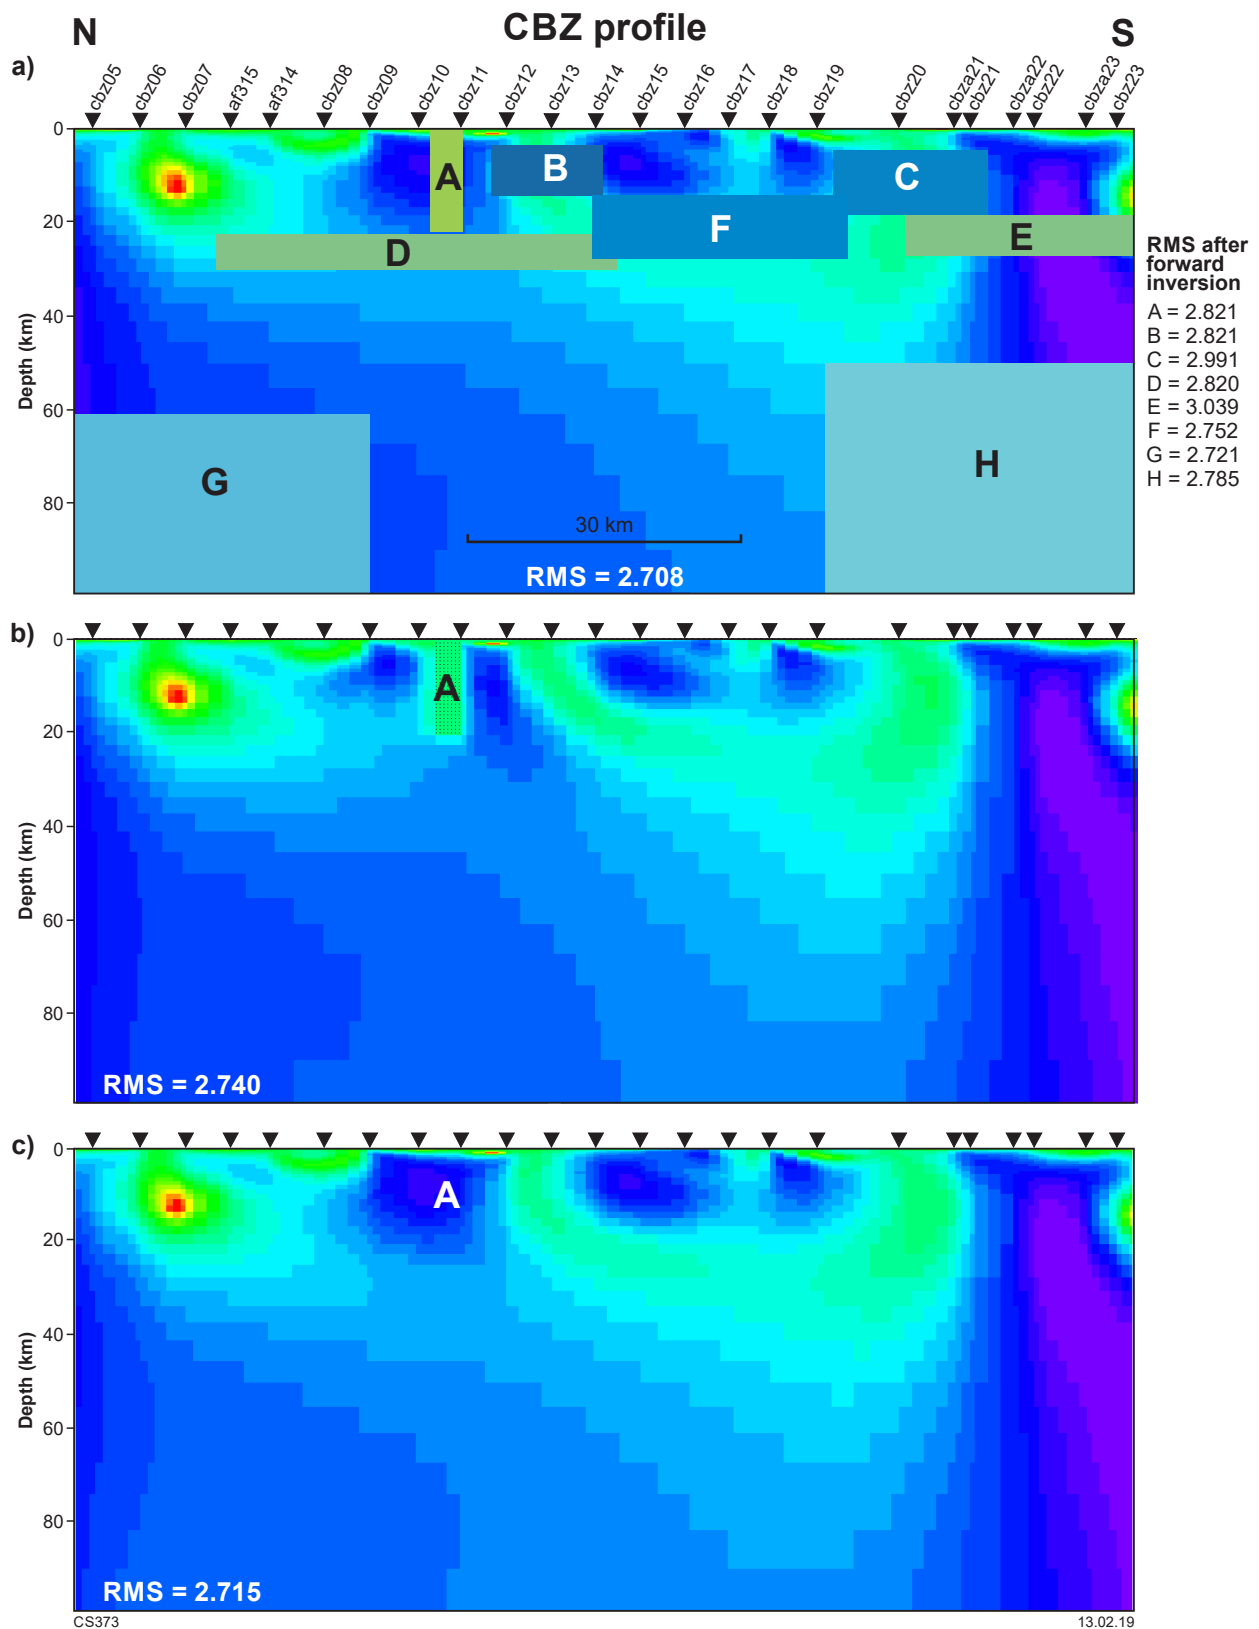 CBZ profile
N
S
a)
cbz05 cbz06 cbz07 af315 af314 cbz08 cbz09 cbz10 cbz11 cbz12 cbz13 cbz14 cbz15 cbz16 cbz17 cbz18 cbz19 cbz20 cbza21 cbz21 cbza22 cbz22 cbza23 cbz23
0
20
40
60
80
Depth (km)
A
B
C
D
E
F
G
H
30 km
RMS = 2.708
RMS after
forward
inversion
A = 2.821
B = 2.821
C = 2.991
D = 2.820
E = 3.039
F = 2.752
G = 2.721
H = 2.785
b)
0
20
40
60
80
Depth (km)
A
RMS = 2.740
c)
0
20
40
60
80
Depth (km)
A
RMS = 2.715
CS373
13.02.19